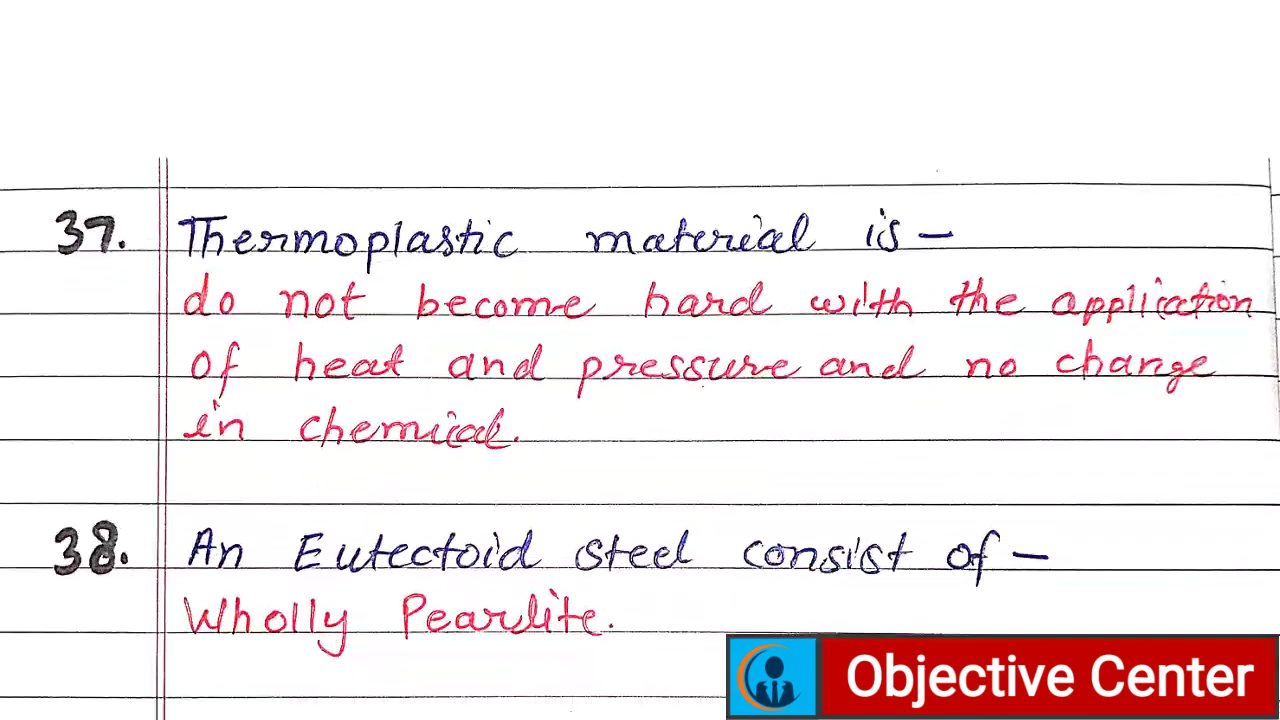 37. Thermoplastic material is -
do not become hard with the application
of heat and pressure and no change
in chemical.
38. An Eutectoid steel consist of -
Wholly Pearlite.
Objective Center